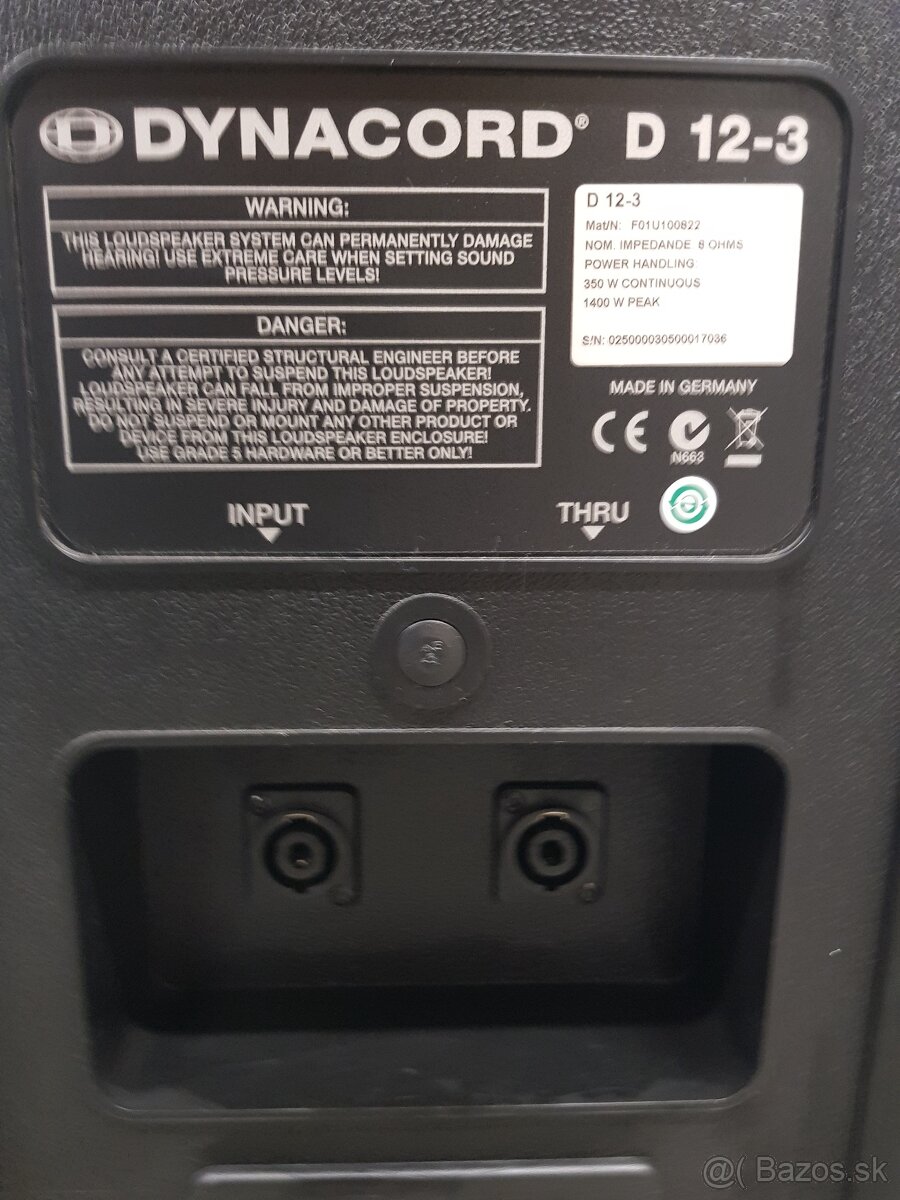 DYNACORD® D 12-3
WARNING:
THIS LOUDSPEAKER SYSTEM CAN PERMANENTLY DAMAGE
HEARING! USE EXTREME CARE WHEN SETTING SOUND
PRESSURE LEVELS!
DANGER:
CONSULT A CERTIFIED STRUCTURAL ENGINEER BEFORE
ANY ATTEMPT TO SUSPEND THIS LOUDSPEAKER!
LOUDSPEAKER CAN FALL FROM IMPROPER SUSPENSION,
RESULTING IN SEVERE INJURY AND DAMAGE OF PROPERTY.
DO NOT SUSPEND OR MOUNT ANY OTHER PRODUCT OR
DEVICE FROM THIS LOUDSPEAKER ENCLOSURE!
USE GRADE 5 HARDWARE OR BETTER ONLY!
D 12-3
Mat/N: F01U100822
NOM. IMPEDANDE 8 OHMS
POWER HANDLING
350 W CONTINUOUS
1400 W PEAK
S/N: 025000030500017036
MADE IN GERMANY
CE
N663
INPUT
THRU
@( Bazos.sk